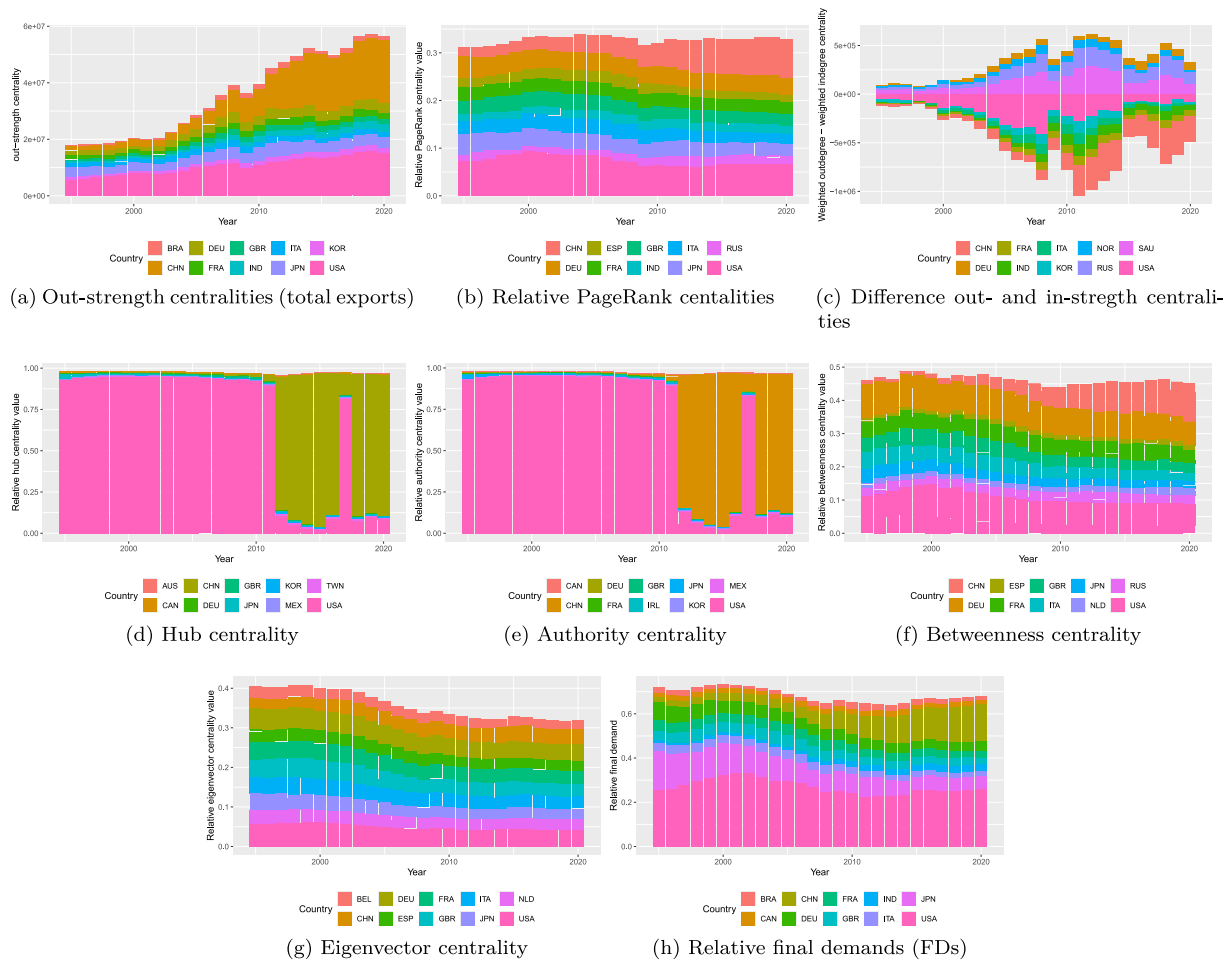 out−strength centrality
6e+07
4e+07
2e+07
0e+00
2000
2010
2020
Year
Country
BRA
DEU
GBR
ITA
KOR
CHN
FRA
IND
JPN
USA
(a) Out-strength centralities (total exports)
Relative PageRank centrality
0.3
0.2
0.1
0.0
2000
2010
2020
Year
Country
CHN
ESP
GBR
ITA
RUS
DEU
FRA
IND
JPN
USA
(b) Relative PageRank centalities
Weighted outdegree − weighted indegree centrality
5e+05
0e+00
−5e+05
−1e+06
2000
2010
2020
Year
Country
CHN
FRA
ITA
NOR
SAU
DEU
IND
KOR
RUS
USA
(c) Difference out- and in-stregth centrali-
ties
Relative hub centrality value
1.00
0.75
0.50
0.25
0.00
2000
2010
2020
Year
Country
AUS
CHN
GBR
KOR
TWN
CAN
DEU
JPN
MEX
USA
(d) Hub centrality
Relative authority centrality value
1.00
0.75
0.50
0.25
0.00
2000
2010
2020
Year
Country
CAN
DEU
GBR
JPN
MEX
CHN
FRA
IRL
KOR
USA
(e) Authority centrality
Relative betweenness centrality value
0.5
0.4
0.3
0.2
0.1
0.0
2000
2010
2020
Year
Country
CHN
ESP
GBR
JPN
RUS
DEU
FRA
ITA
NLD
USA
(f) Betweenness centrality
Relative eigenvector centrality value
0.4
0.3
0.2
0.1
0.0
2000
2010
2020
Year
Country
BEL
DEU
FRA
ITA
NLD
CHN
ESP
GBR
JPN
USA
(g) Eigenvector centrality
Relative final demand
0.6
0.4
0.2
0.0
2000
2010
2020
Year
Country
BRA
CHN
FRA
IND
JPN
CAN
DEU
GBR
ITA
USA
(h) Relative final demands (FDs)